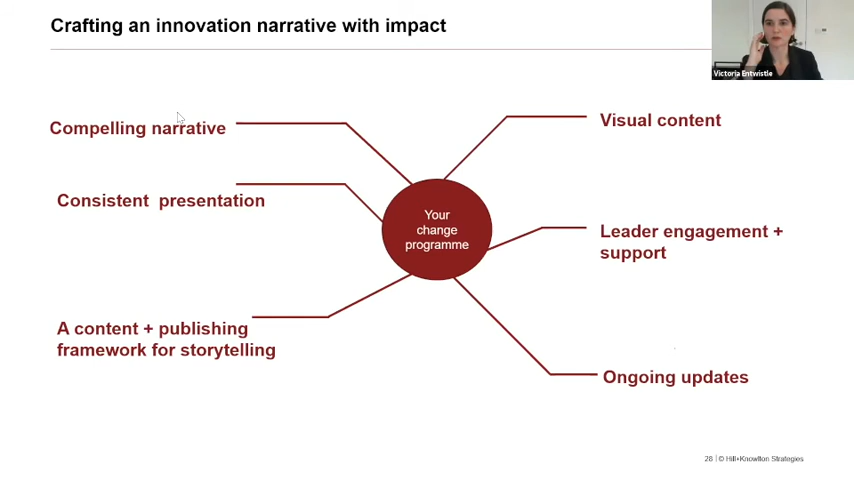 Crafting an innovation narrative with impact
Victoria Entwistle
Compelling narrative
Visual content
Consistent presentation
Your
change
programme
Leader engagement +
support
A content + publishing
framework for storytelling
Ongoing updates
28 | © Hill+Knowlton Strategies